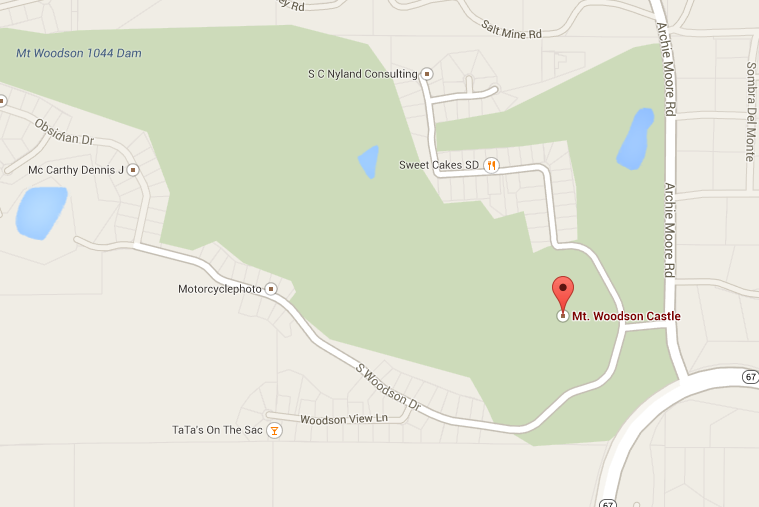 ey Rd
Salt Mine Rd
Archie Moore Rd
Mt Woodson 1044 Dam
S C Nyland Consulting
Sombra Del Monte
Obsidian Dr
Sweet Cakes SD
Mc Carthy Dennis J
Archie Moore Rd
Motorcyclephoto
Mt. Woodson Castle
67
S Woodson Dr
Woodson View Ln
TaTa's On The Sac
67